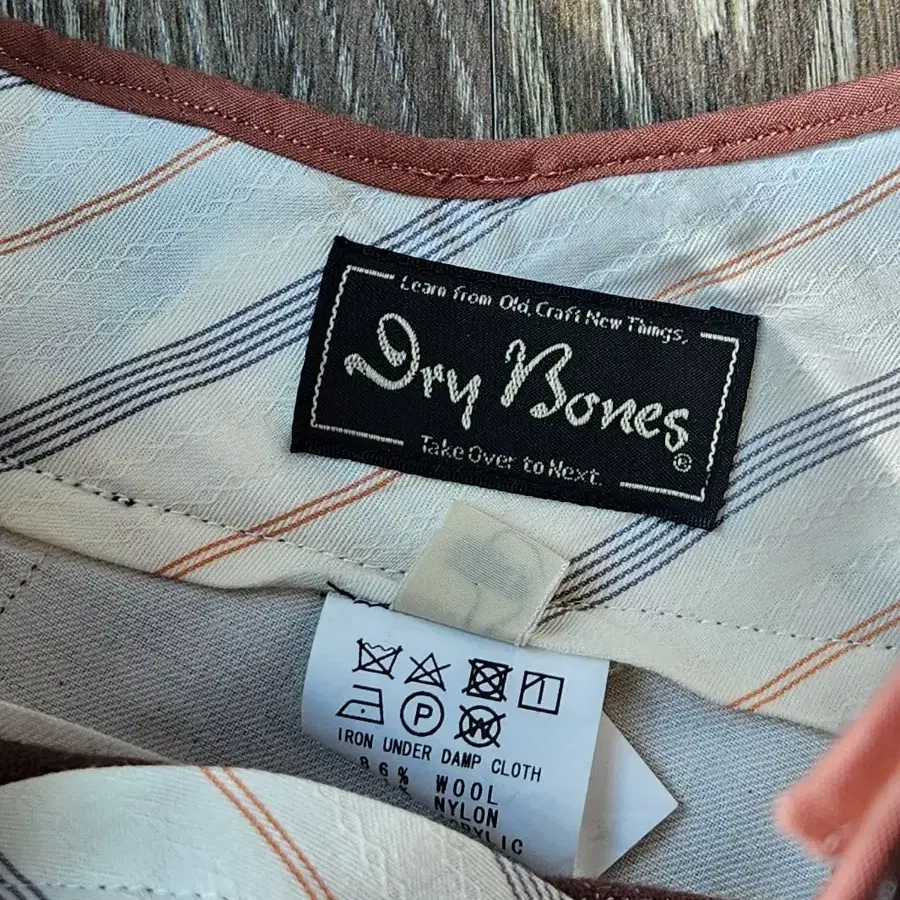 Learn from Old, Craft New Things,
Dry Bones
®
Take Over to Next.
P
W
IRON UNDER DAMP CLOTH
86% WOOL
NYLON